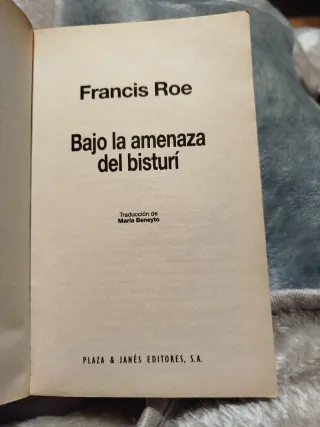 Francis Roe
Bajo la amenaza
del bisturí
Traducción de
María Beneyto
PLAZA & JANÉS EDITORES, S.A.